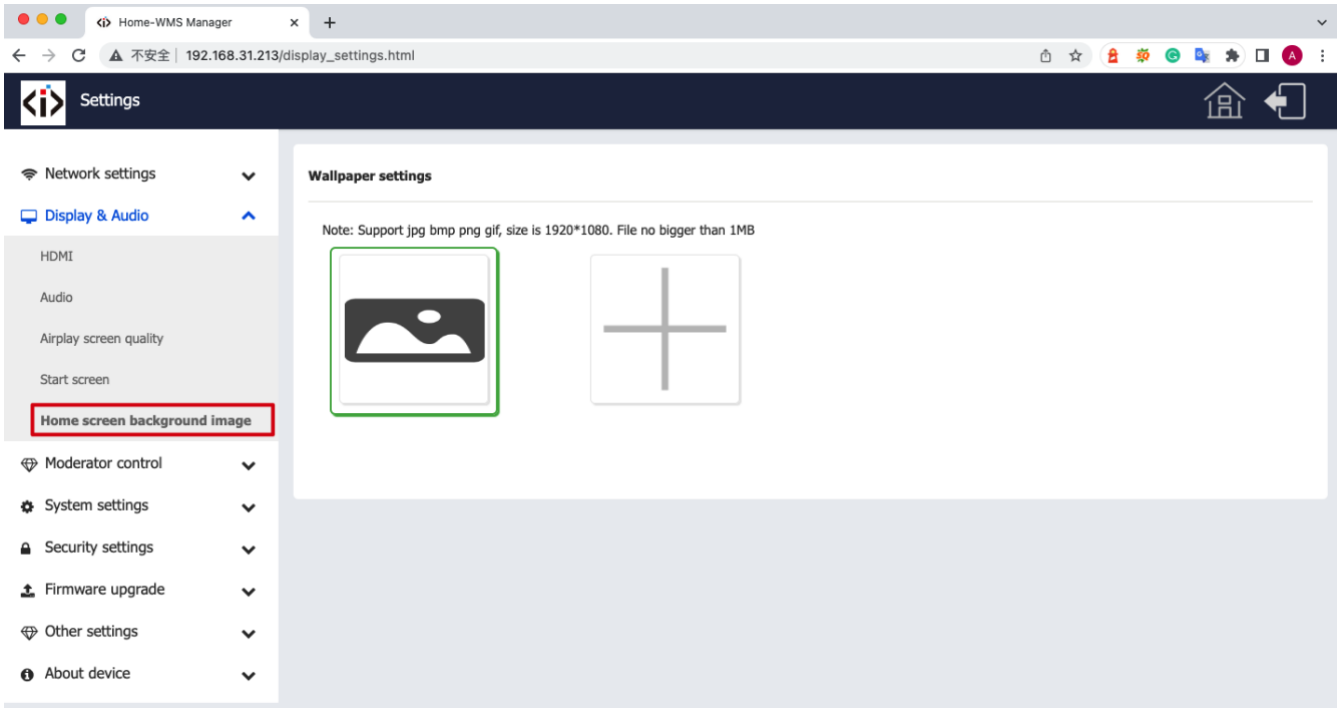 Home-WMS Manager
不安全 192.168.31.213/display_settings.html
A
<i> Settings
Network settings
Display & Audio
HDMI
Audio
Airplay screen quality
Start screen
Home screen background image
Moderator control
System settings
Security settings
Firmware upgrade
Other settings
About device
Wallpaper settings
Note: Support jpg bmp png gif, size is 1920*1080. File no bigger than 1MB